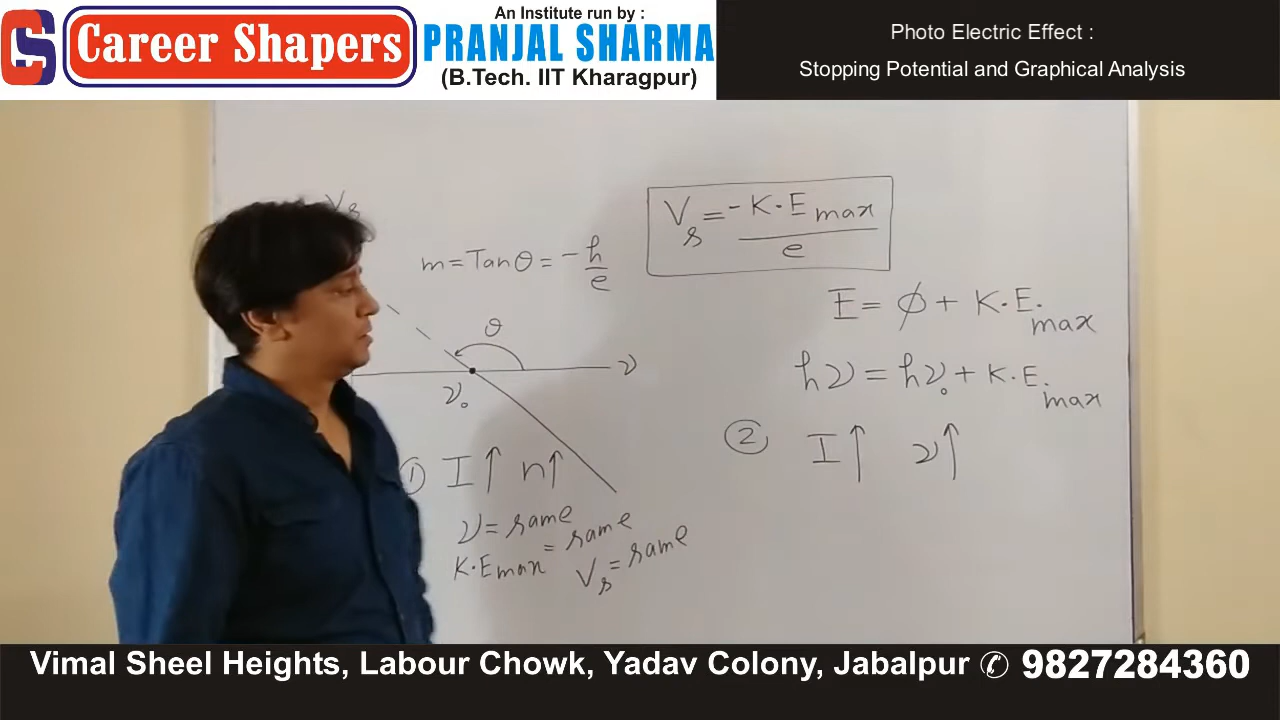 Career Shapers
An Institute run by :
PRANJAL SHARMA
(B.Tech. IIT Kharagpur)
Photo Electric Effect :
Stopping Potential and Graphical Analysis
Vs
m = Tanθ = - h/e
θ
ν
ν₀
Vs = -K.E max / e
E = ϕ + K.E. max
hν = hν₀ + K.E. max
① I↑ n↑
ν = same
K.E max = same
Vs = same
② I↑ ν↑
Vimal Sheel Heights, Labour Chowk, Yadav Colony, Jabalpur ✆ 9827284360